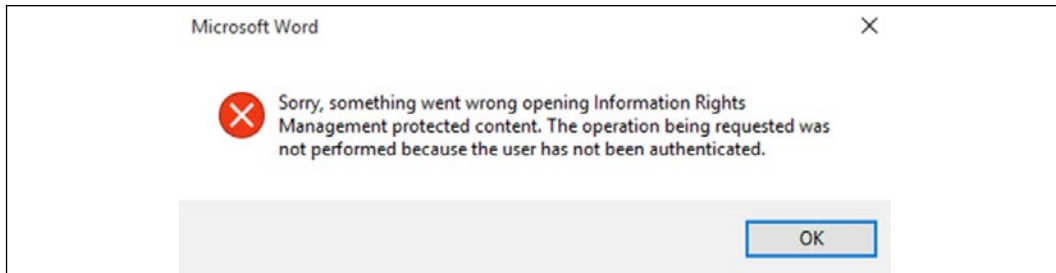 Microsoft Word
Sorry, something went wrong opening Information Rights
Management protected content. The operation being requested was
not performed because the user has not been authenticated.
OK